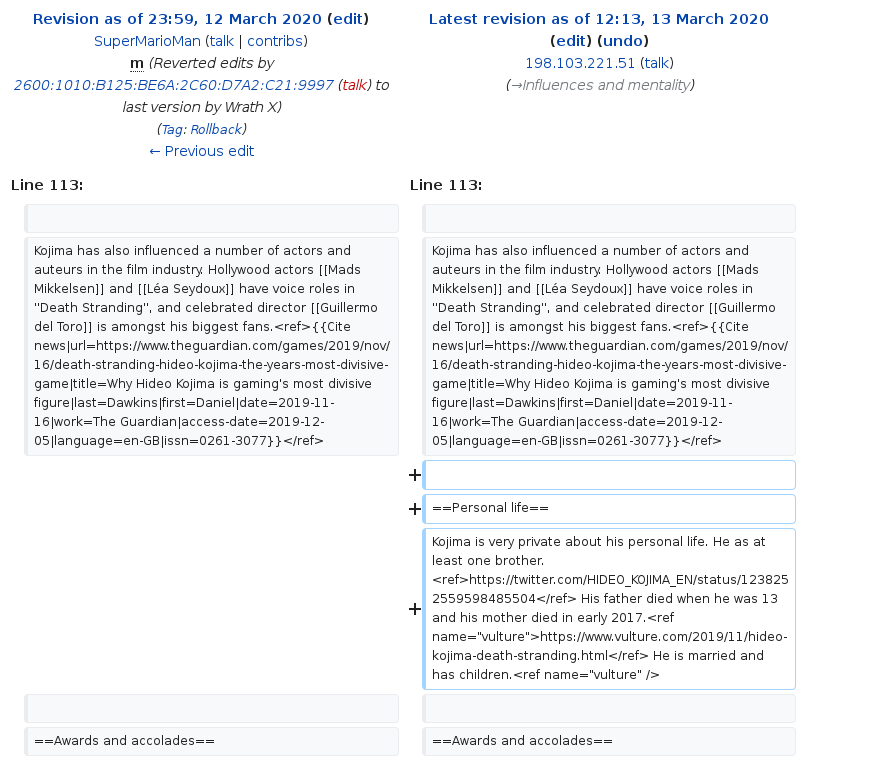 Revision as of 23:59, 12 March 2020 (edit)
SuperMarioMan (talk | contribs)
m (Reverted edits by
2600:1010:B125:BE6A:2C60:D7A2:C21:9997 (talk) to
last version by Wrath X)
(Tag: Rollback)
← Previous edit
Latest revision as of 12:13, 13 March 2020
(edit) (undo)
198.103.221.51 (talk)
(→Influences and mentality)
Line 113:
Line 113:
Kojima has also influenced a number of actors and
auteurs in the film industry. Hollywood actors [[Mads
Mikkelsen]] and [[Léa Seydoux]] have voice roles in
''Death Stranding'', and celebrated director [[Guillermo
del Toro]] is amongst his biggest fans.<ref>{{Cite
news|url=https://www.theguardian.com/games/2019/nov/
16/death-stranding-hideo-kojima-the-years-most-divisive-
game|title=Why Hideo Kojima is gaming's most divisive
figure|last=Dawkins|first=Daniel|date=2019-11-
16|work=The Guardian|access-date=2019-12-
05|language=en-GB|issn=0261-3077}}</ref>
Kojima has also influenced a number of actors and
auteurs in the film industry. Hollywood actors [[Mads
Mikkelsen]] and [[Léa Seydoux]] have voice roles in
''Death Stranding'', and celebrated director [[Guillermo
del Toro]] is amongst his biggest fans.<ref>{{Cite
news|url=https://www.theguardian.com/games/2019/nov/
16/death-stranding-hideo-kojima-the-years-most-divisive-
game|title=Why Hideo Kojima is gaming's most divisive
figure|last=Dawkins|first=Daniel|date=2019-11-
16|work=The Guardian|access-date=2019-12-
05|language=en-GB|issn=0261-3077}}</ref>
+
+ ==Personal life==
+ Kojima is very private about his personal life. He as at
least one brother.
<ref>https://twitter.com/HIDEO_KOJIMA_EN/status/123825
2559598485504</ref> His father died when he was 13
and his mother died in early 2017.<ref
name="vulture">https://www.vulture.com/2019/11/hideo-
kojima-death-stranding.html</ref> He is married and
has children.<ref name="vulture" />
==Awards and accolades==
==Awards and accolades==